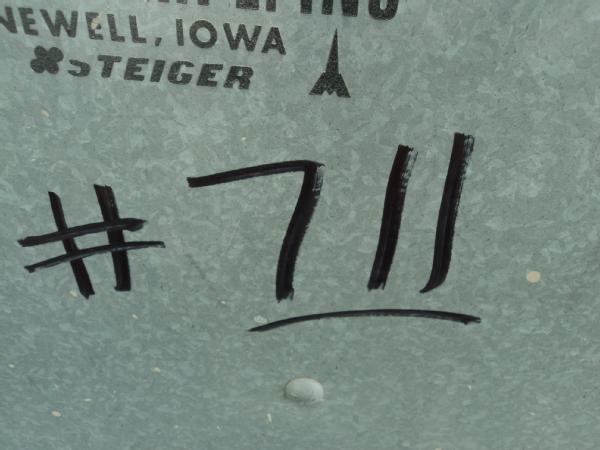 NEWELL, IOWA
STEIGER
#711